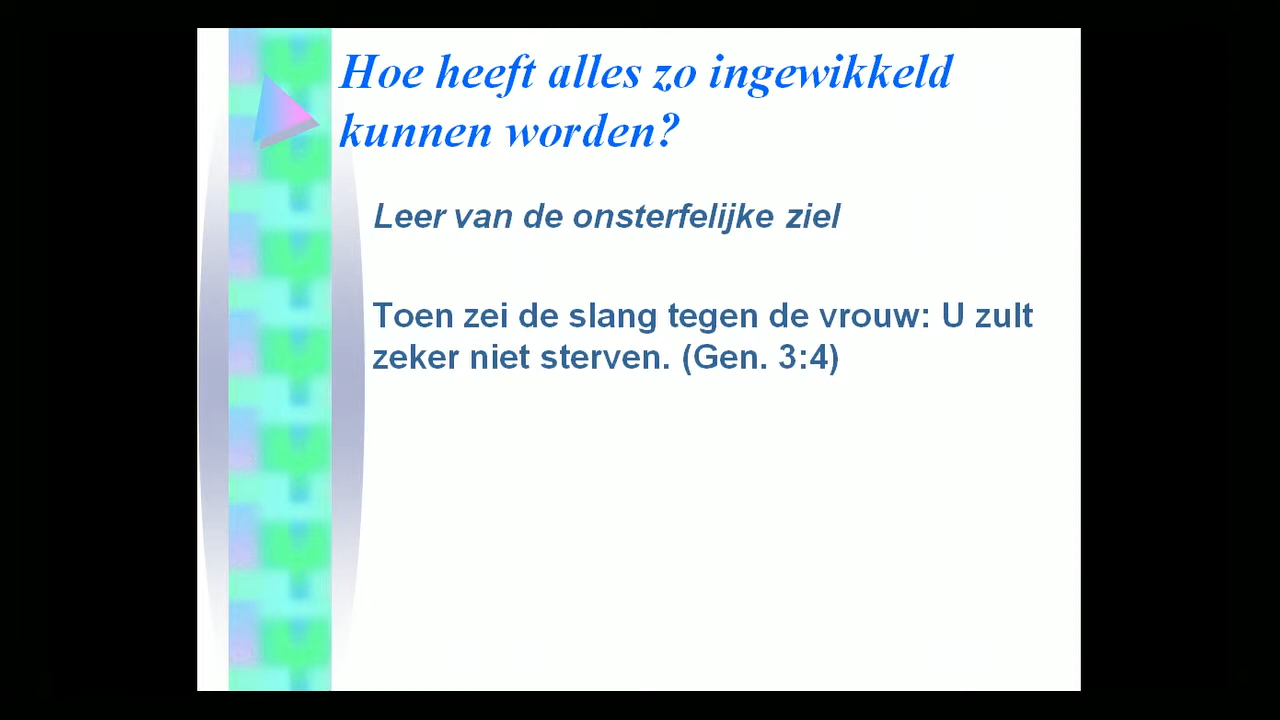 Hoe heeft alles zo ingewikkeld
kunnen worden?
Leer van de onsterfelijke ziel
Toen zei de slang tegen de vrouw: U zult
zeker niet sterven. (Gen. 3:4)